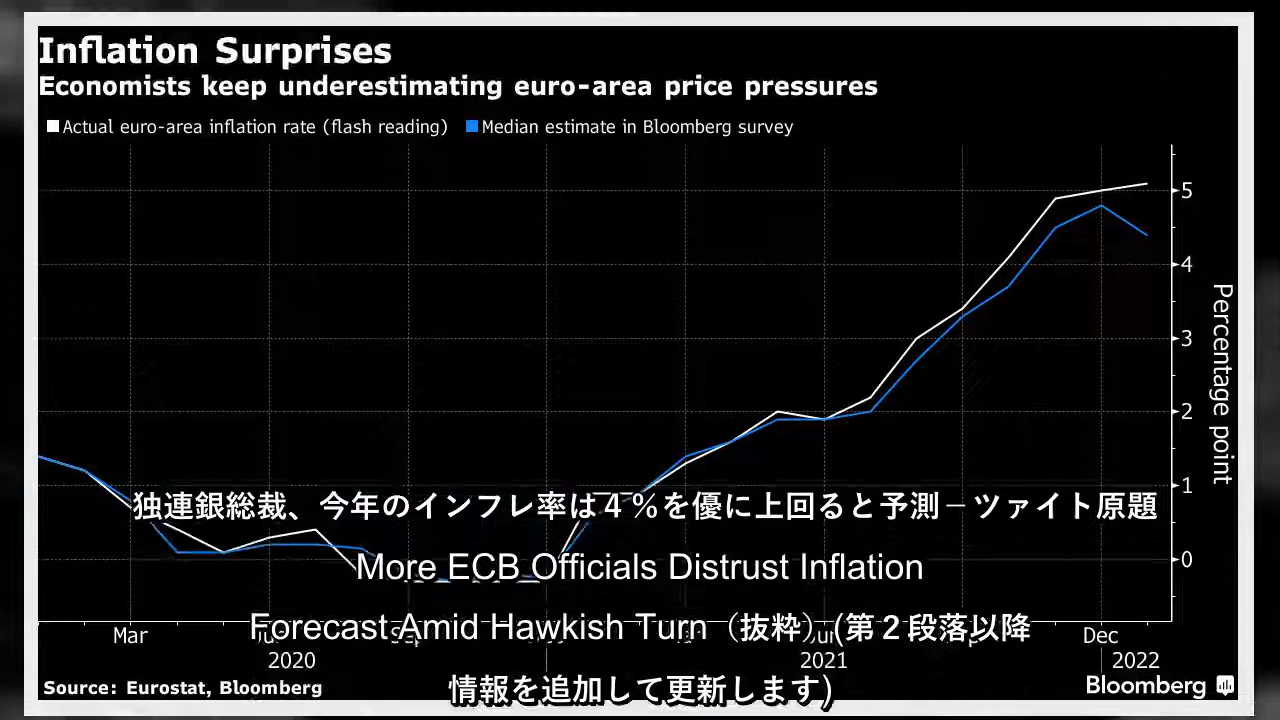 Inflation Surprises
Economists keep underestimating euro-area price pressures
Actual euro-area inflation rate (flash reading) Median estimate in Bloomberg survey
5
4
3
2
1
0
Percentage point
独連銀総裁、今年のインフレ率は４％を優に上回ると予測－ツァイト原題
More ECB Officials Distrust Inflation
Forecast Amid Hawkish Turn（抜粋）(第２段落以降
情報を追加して更新します)
Mar Dec
2020 2021 2022
Source: Eurostat, Bloomberg
Bloomberg